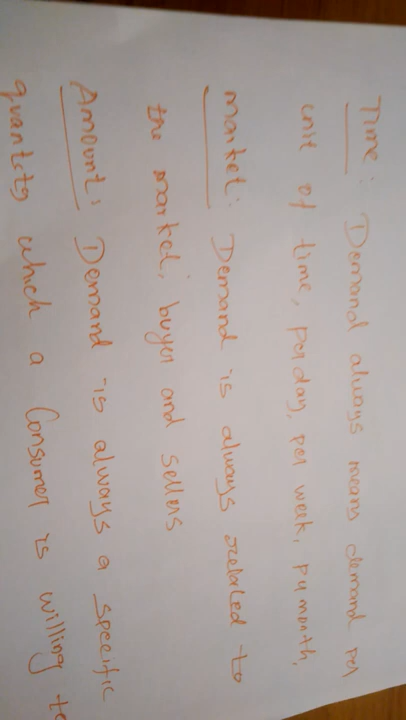 Time: Demand always means demand per
unit of time, per day, per week, per month,
market: Demand is always related to
the market, buyer and sellers
Amount: Demand is always a specific
quantity which a Consumer is willing to